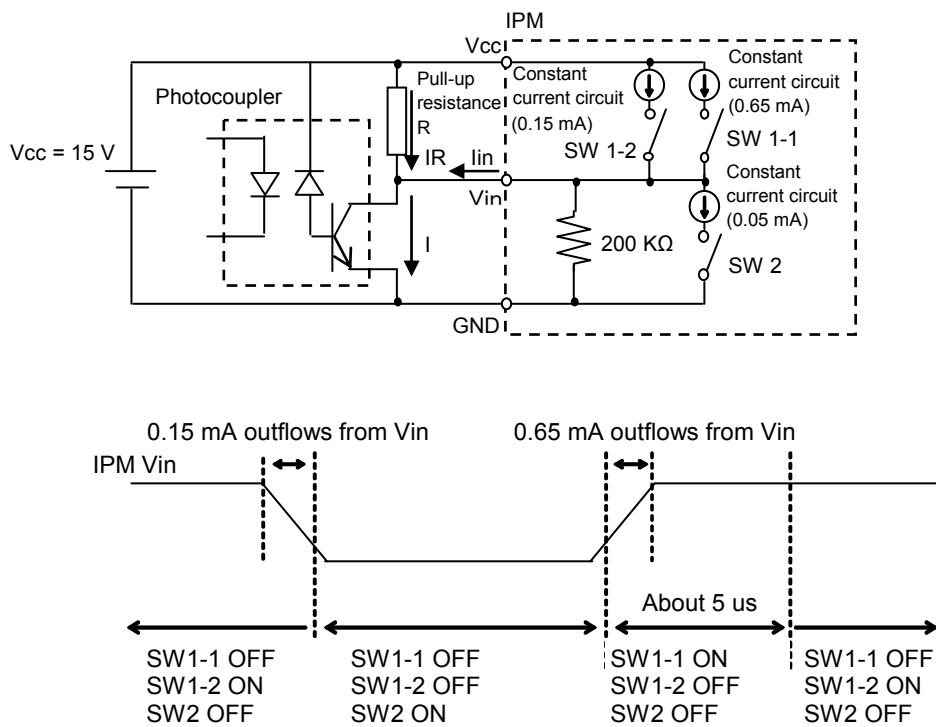 IPM
Vcc
Constant
current circuit
(0.15 mA)
Constant
current circuit
(0.65 mA)
Pull-up
resistance
R
Photocoupler
SW 1-2
SW 1-1
Vcc = 15 V
IR
Iin
Vin
Constant
current circuit
(0.05 mA)
I
200 KΩ
SW 2
GND
0.15 mA outflows from Vin
0.65 mA outflows from Vin
IPM Vin
About 5 us
SW1-1 OFF
SW1-2 ON
SW2 OFF
SW1-1 OFF
SW1-2 OFF
SW2 ON
SW1-1 ON
SW1-2 OFF
SW2 OFF
SW1-1 OFF
SW1-2 ON
SW2 OFF